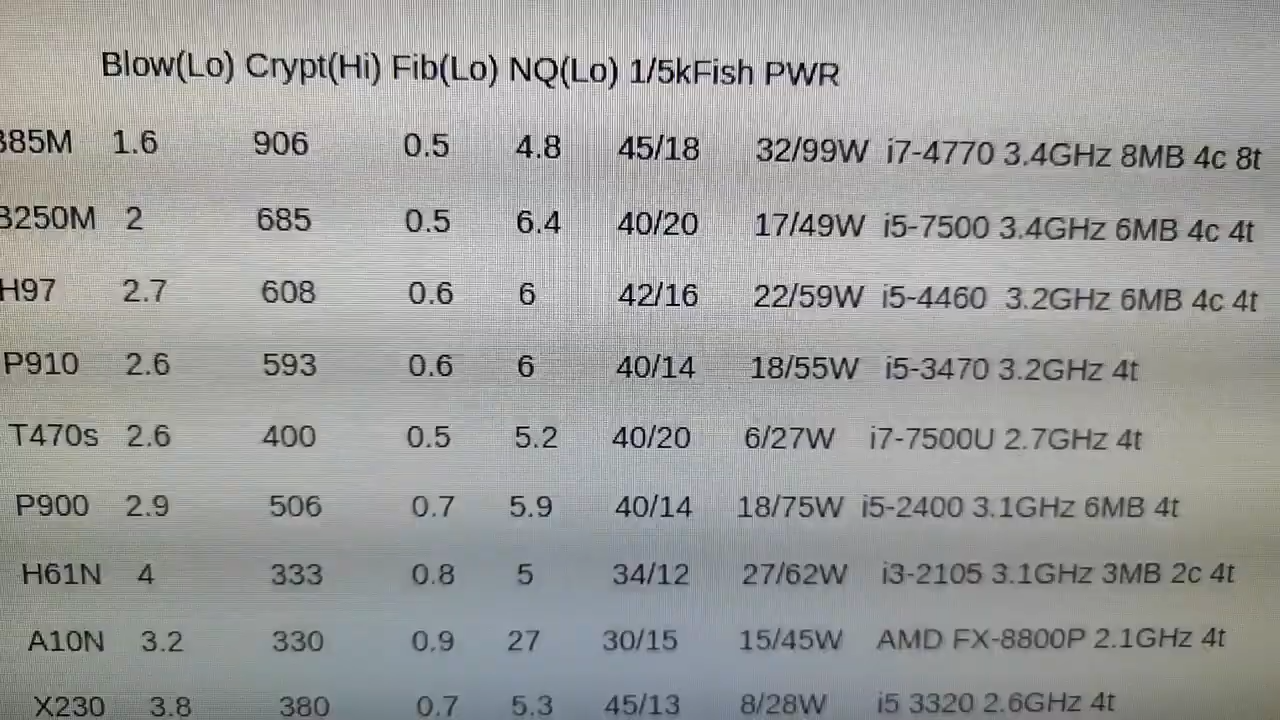 Blow(Lo) Crypt(Hi) Fib(Lo) NQ(Lo) 1/5kFish PWR
B85M 1.6 906 0.5 4.8 45/18 32/99W i7-4770 3.4GHz 8MB 4c 8t
B250M 2 685 0.5 6.4 40/20 17/49W i5-7500 3.4GHz 6MB 4c 4t
H97 2.7 608 0.6 6 42/16 22/59W i5-4460 3.2GHz 6MB 4c 4t
P910 2.6 593 0.6 6 40/14 18/55W i5-3470 3.2GHz 4t
T470s 2.6 400 0.5 5.2 40/20 6/27W i7-7500U 2.7GHz 4t
P900 2.9 506 0.7 5.9 40/14 18/75W i5-2400 3.1GHz 6MB 4t
H61N 4 333 0.8 5 34/12 27/62W i3-2105 3.1GHz 3MB 2c 4t
A10N 3.2 330 0.9 27 30/15 15/45W AMD FX-8800P 2.1GHz 4t
X230 3.8 380 0.7 5.3 45/13 8/28W i5 3320 2.6GHz 4t